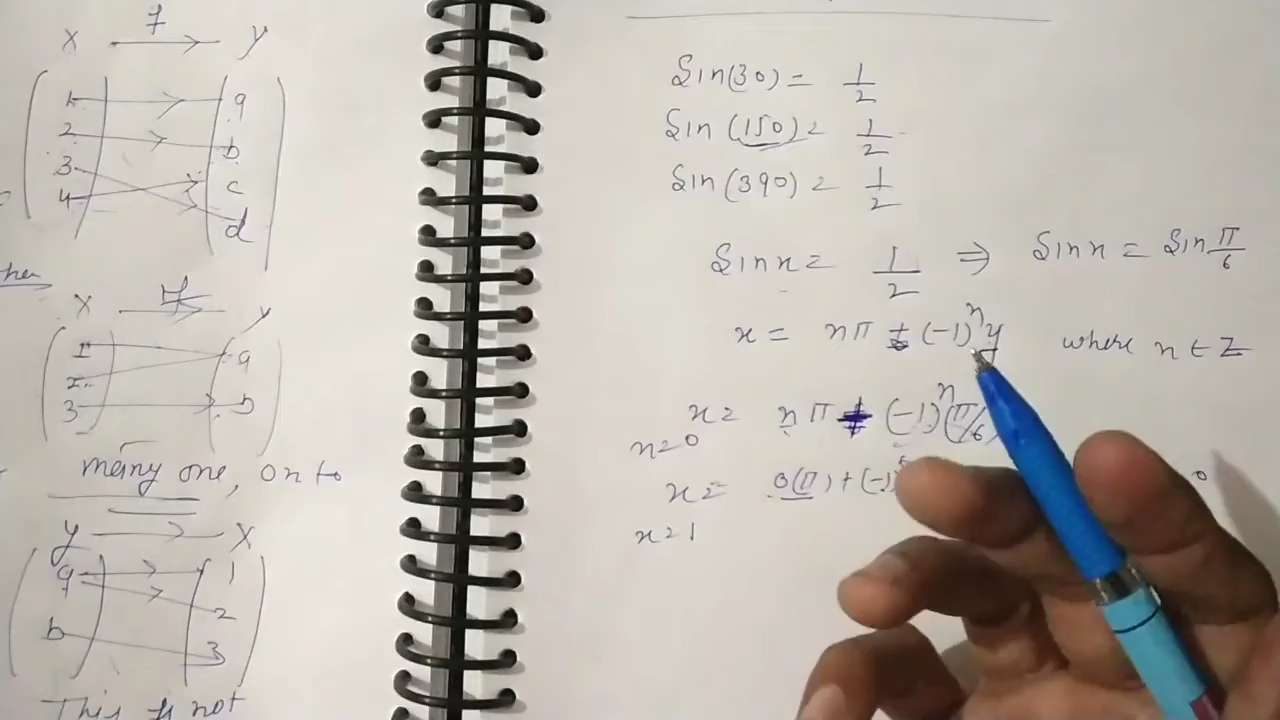 X f Y
1 a
2 b
3 c
4 d
X f Y
1 a
2
3 b
many one, on to
y X
a 1
2
b 3
This is not
Sin(30) = 1/2
Sin(150) = 1/2
Sin(390) = 1/2
Sin x = 1/2 ⇒ Sin x = Sin π/6
x = nπ + (-1)^n y where n ∈ Z
x = nπ + (-1)^n (π/6)
n=0
x = 0(π) + (-1)
n=1